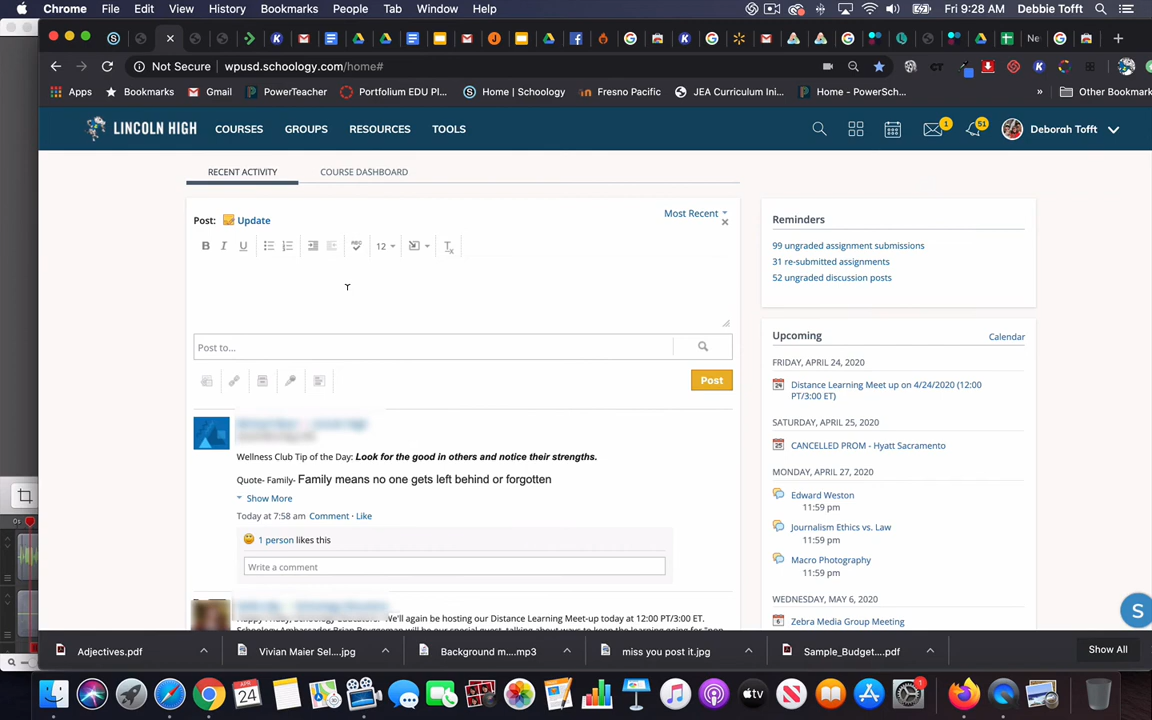 Chrome File Edit View History Bookmarks People Tab Window Help Fri 9:28 AM Debbie Tofft
Not Secure wpusd.schoology.com/home#
Apps Bookmarks Gmail PowerTeacher Portfolium EDU Pl... Home | Schoology Fresno Pacific JEA Curriculum Ini... Home - PowerSch... » Other Bookmark
LINCOLN HIGH COURSES GROUPS RESOURCES TOOLS 1 51 Deborah Tofft
RECENT ACTIVITY COURSE DASHBOARD
Most Recent
Post: Update
12
Post to...
Post
Wellness Club Tip of the Day: Look for the good in others and notice their strengths.
Quote- Family- Family means no one gets left behind or forgotten
Show More
Today at 7:58 am Comment · Like
1 person likes this
Write a comment
Happy Friday, Schoology Educators! We'll again be hosting our Distance Learning Meet-up today at 12:00 PT/3:00 ET.
Reminders
99 ungraded assignment submissions
31 re-submitted assignments
52 ungraded discussion posts
Upcoming Calendar
FRIDAY, APRIL 24, 2020
Distance Learning Meet up on 4/24/2020 (12:00
PT/3:00 ET)
SATURDAY, APRIL 25, 2020
CANCELLED PROM - Hyatt Sacramento
MONDAY, APRIL 27, 2020
Edward Weston
11:59 pm
Journalism Ethics vs. Law
11:59 pm
Macro Photography
11:59 pm
WEDNESDAY, MAY 6, 2020
Zebra Media Group Meeting
Adjectives.pdf Vivian Maier Sel....jpg Background m....mp3 miss you post it.jpg Sample_Budget....pdf Show All
APR
24